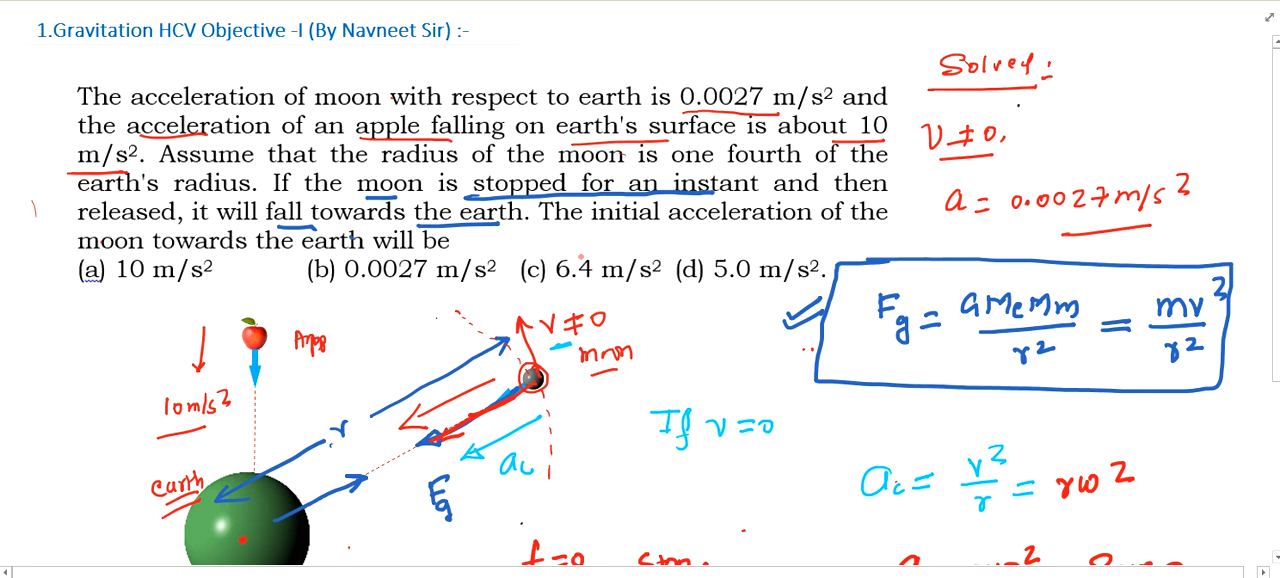 1.Gravitation HCV Objective -I (By Navneet Sir) :-
Solved :
The acceleration of moon with respect to earth is 0.0027 m/s2 and
the acceleration of an apple falling on earth's surface is about 10
m/s2. Assume that the radius of the moon is one fourth of the
earth's radius. If the moon is stopped for an instant and then
released, it will fall towards the earth. The initial acceleration of the
moon towards the earth will be
(a) 10 m/s2 (b) 0.0027 m/s2 (c) 6.4 m/s2 (d) 5.0 m/s2.
V ≠ 0,
a = 0.0027 m/s2
Fg = GMeMm / r2 = mv2 / r2
V ≠ 0
moon
10 m/s2
r
If v = 0
ac
Fg
earth
ac = v2 / r = rω2
t = 0